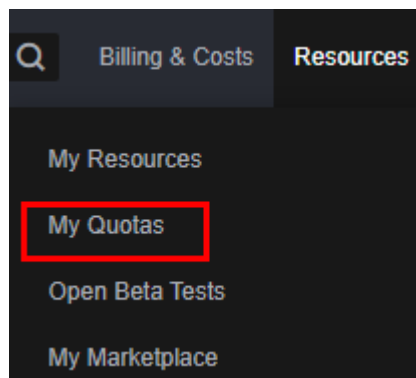 Billing & Costs Resources
My Resources
My Quotas
Open Beta Tests
My Marketplace